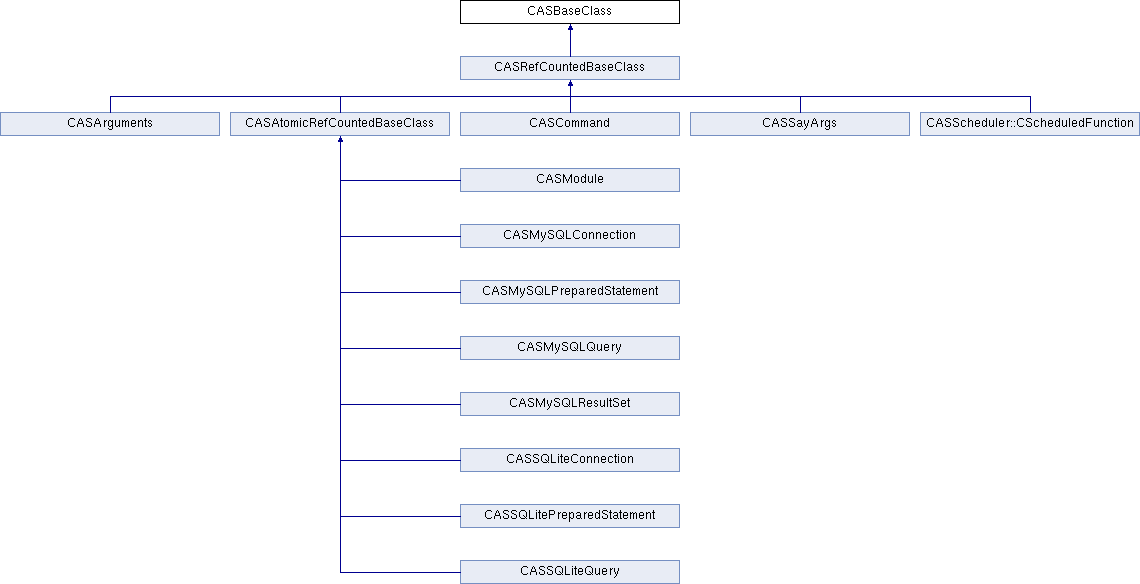 CASBaseClass
CASRefCountedBaseClass
CASArguments
CASAtomicRefCountedBaseClass
CASCommand
CASSayArgs
CASScheduler::CScheduledFunction
CASModule
CASMySQLConnection
CASMySQLPreparedStatement
CASMySQLQuery
CASMySQLResultSet
CASSQLiteConnection
CASSQLitePreparedStatement
CASSQLiteQuery